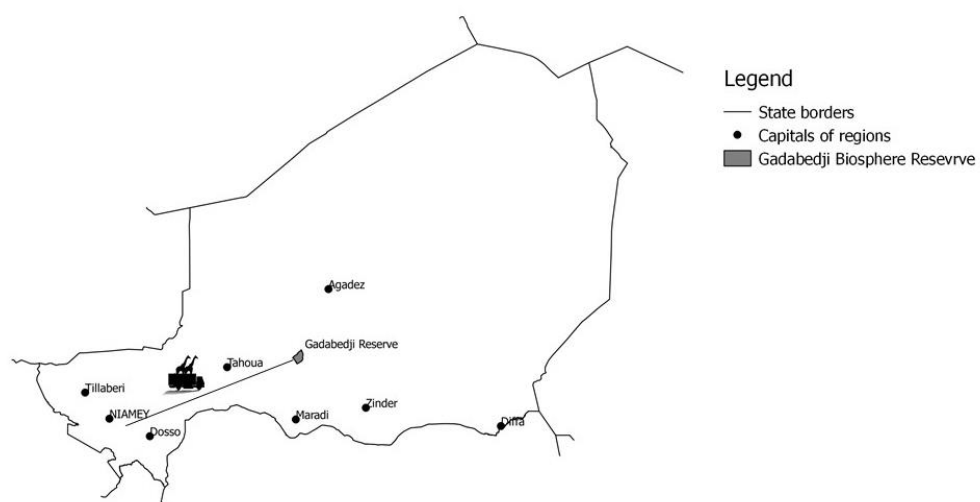 Legend
State borders
Capitals of regions
Gadabedji Biosphere Resevrve
Agadez
Gadabedji Reserve
Tahoua
Tillaberi
Zinder
NIAMEY
Maradi
Diffa
Dosso